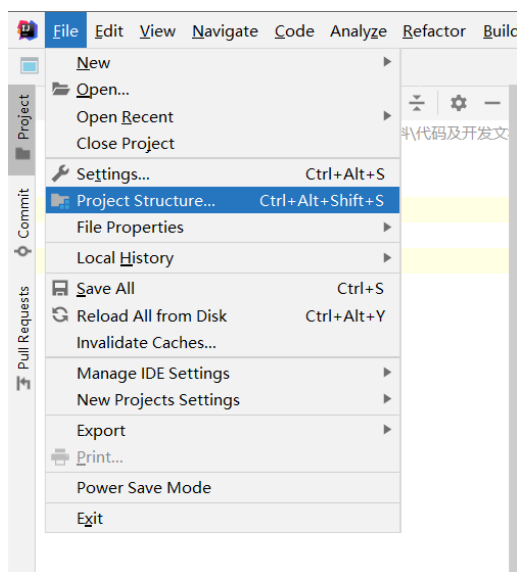 File Edit View Navigate Code Analyze Refactor Build
New
Open...
Open Recent
Close Project
Settings... Ctrl+Alt+S
Project Structure... Ctrl+Alt+Shift+S
File Properties
Local History
Save All Ctrl+S
Reload All from Disk Ctrl+Alt+Y
Invalidate Caches...
Manage IDE Settings
New Projects Settings
Export
Print...
Power Save Mode
Exit
Project
Commit
Pull Requests
\代码及开发文